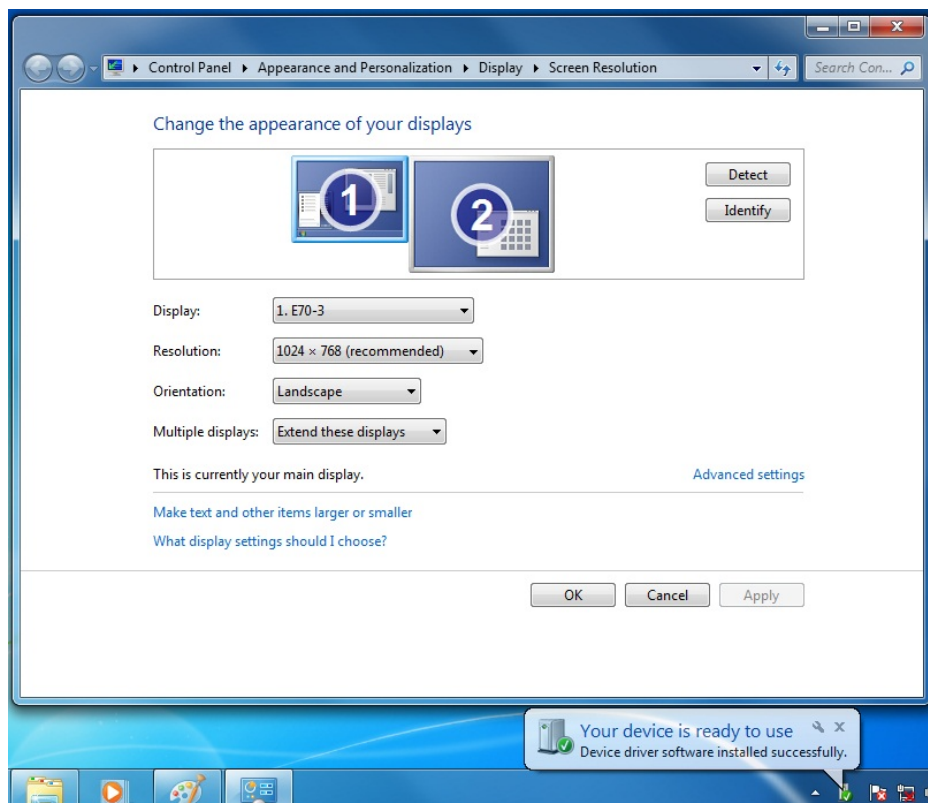 Control Panel Appearance and Personalization Display Screen Resolution Search Con...
Change the appearance of your displays
1
2
Detect
Identify
Display: 1. E70-3
Resolution: 1024 × 768 (recommended)
Orientation: Landscape
Multiple displays: Extend these displays
This is currently your main display. Advanced settings
Make text and other items larger or smaller
What display settings should I choose?
OK Cancel Apply
Your device is ready to use
Device driver software installed successfully.